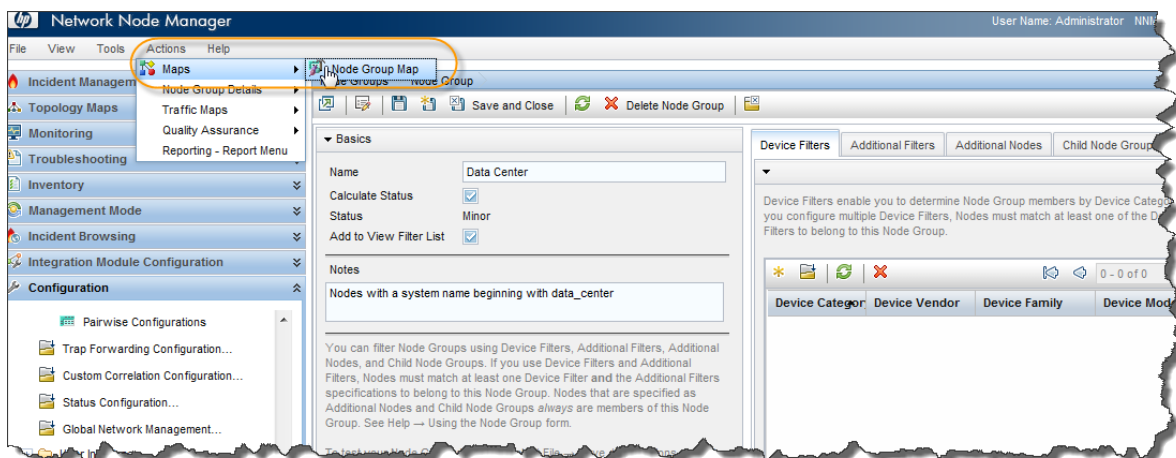 hp Network Node Manager
User Name: Administrator NNM
File View Tools Actions Help
Maps
Node Group Map
Incident Managem
Node Group Details
Node Groups Node Group
Topology Maps
Traffic Maps
Save and Close
Delete Node Group
Monitoring
Quality Assurance
Troubleshooting
Reporting - Report Menu
Inventory
Management Mode
Incident Browsing
Integration Module Configuration
Configuration
Pairwise Configurations
Trap Forwarding Configuration...
Custom Correlation Configuration...
Status Configuration...
Global Network Management...
Basics
Name Data Center
Calculate Status
Status Minor
Add to View Filter List
Notes
Nodes with a system name beginning with data_center
You can filter Node Groups using Device Filters, Additional Filters, Additional
Nodes, and Child Node Groups. If you use Device Filters and Additional
Filters, Nodes must match at least one Device Filter and the Additional Filters
specifications to belong to this Node Group. Nodes that are specified as
Additional Nodes and Child Node Groups always are members of this Node
Group. See Help → Using the Node Group form.
Device Filters Additional Filters Additional Nodes Child Node Group
Device Filters enable you to determine Node Group members by Device Catego
you configure multiple Device Filters, Nodes must match at least one of the D
Filters to belong to this Node Group.
0 - 0 of 0
Device Category Device Vendor Device Family Device Mod